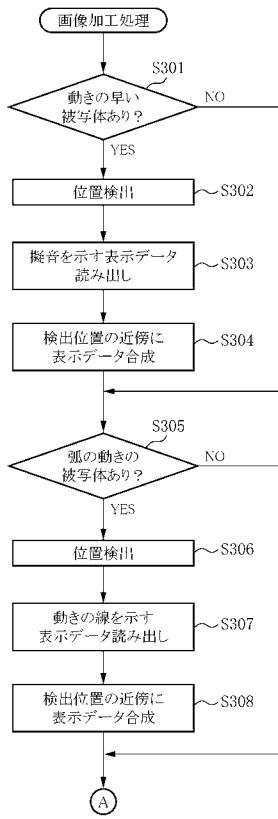 画像加工処理
S301
動きの早い
被写体あり？
NO
YES
位置検出
S302
擬音を示す表示データ
読み出し
S303
検出位置の近傍に
表示データ合成
S304
S305
弧の動きの
被写体あり？
NO
YES
位置検出
S306
動きの線を示す
表示データ読み出し
S307
検出位置の近傍に
表示データ合成
S308
A